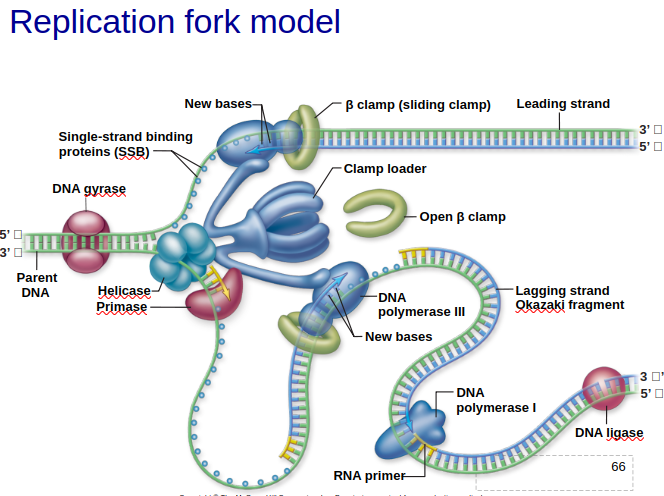 Replication fork model
New bases
β clamp (sliding clamp)
Leading strand
3’ □
5’ □
Single-strand binding
proteins (SSB)
Clamp loader
DNA gyrase
Open β clamp
5’ □
3’ □
Parent
DNA
Helicase
Primase
DNA
polymerase III
New bases
Lagging strand
Okazaki fragment
3 □’
5’ □
DNA
polymerase I
DNA ligase
RNA primer
66